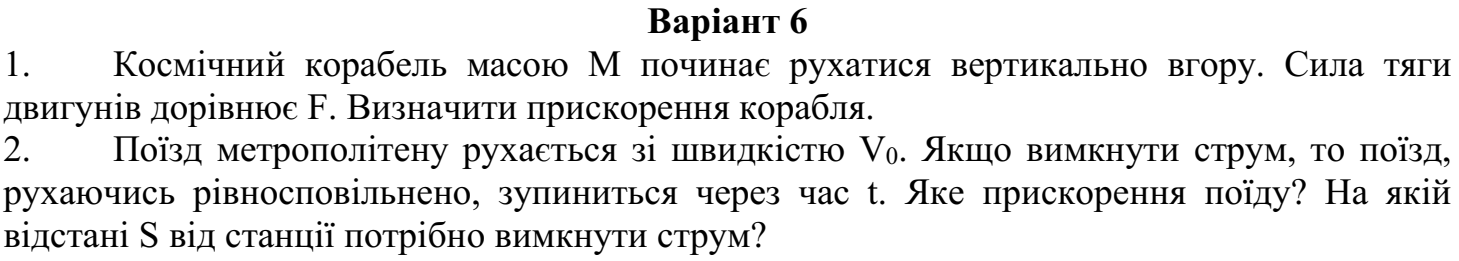 Варіант 6
1. Космічний корабель масою М починає рухатися вертикально вгору. Сила тяги
двигунів дорівнює F. Визначити прискорення корабля.
2. Поїзд метрополітену рухається зі швидкістю V₀. Якщо вимкнути струм, то поїзд,
рухаючись рівносповільнено, зупиниться через час t. Яке прискорення поїду? На якій
відстані S від станції потрібно вимкнути струм?